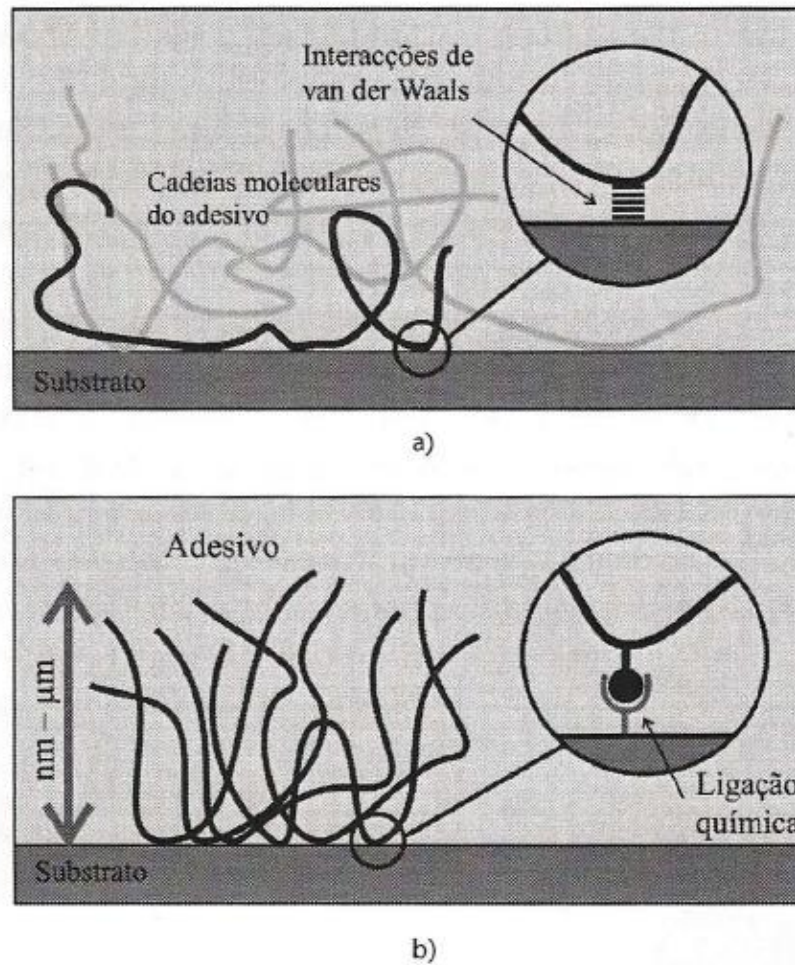 Interacções de
van der Waals
Cadeias moleculares
do adesivo
Substrato
a)
Adesivo
nm – µm
Ligação
química
Substrato
b)